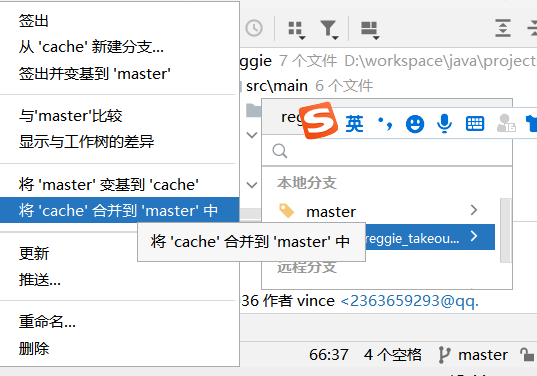 签出
从 'cache' 新建分支...
签出并变基到 'master'
与'master'比较
显示与工作树的差异
将 'master' 变基到 'cache'
将 'cache' 合并到 'master' 中
更新
推送...
重命名...
删除
eggie 7 个文件 D:\workspace\java\project
src\main 6 个文件
reg
英
本地分支
master
reggie_takeou...
将 'cache' 合并到 'master' 中
远程分支
36 作者 vince <2363659293@qq.
66:37 4 个空格 master